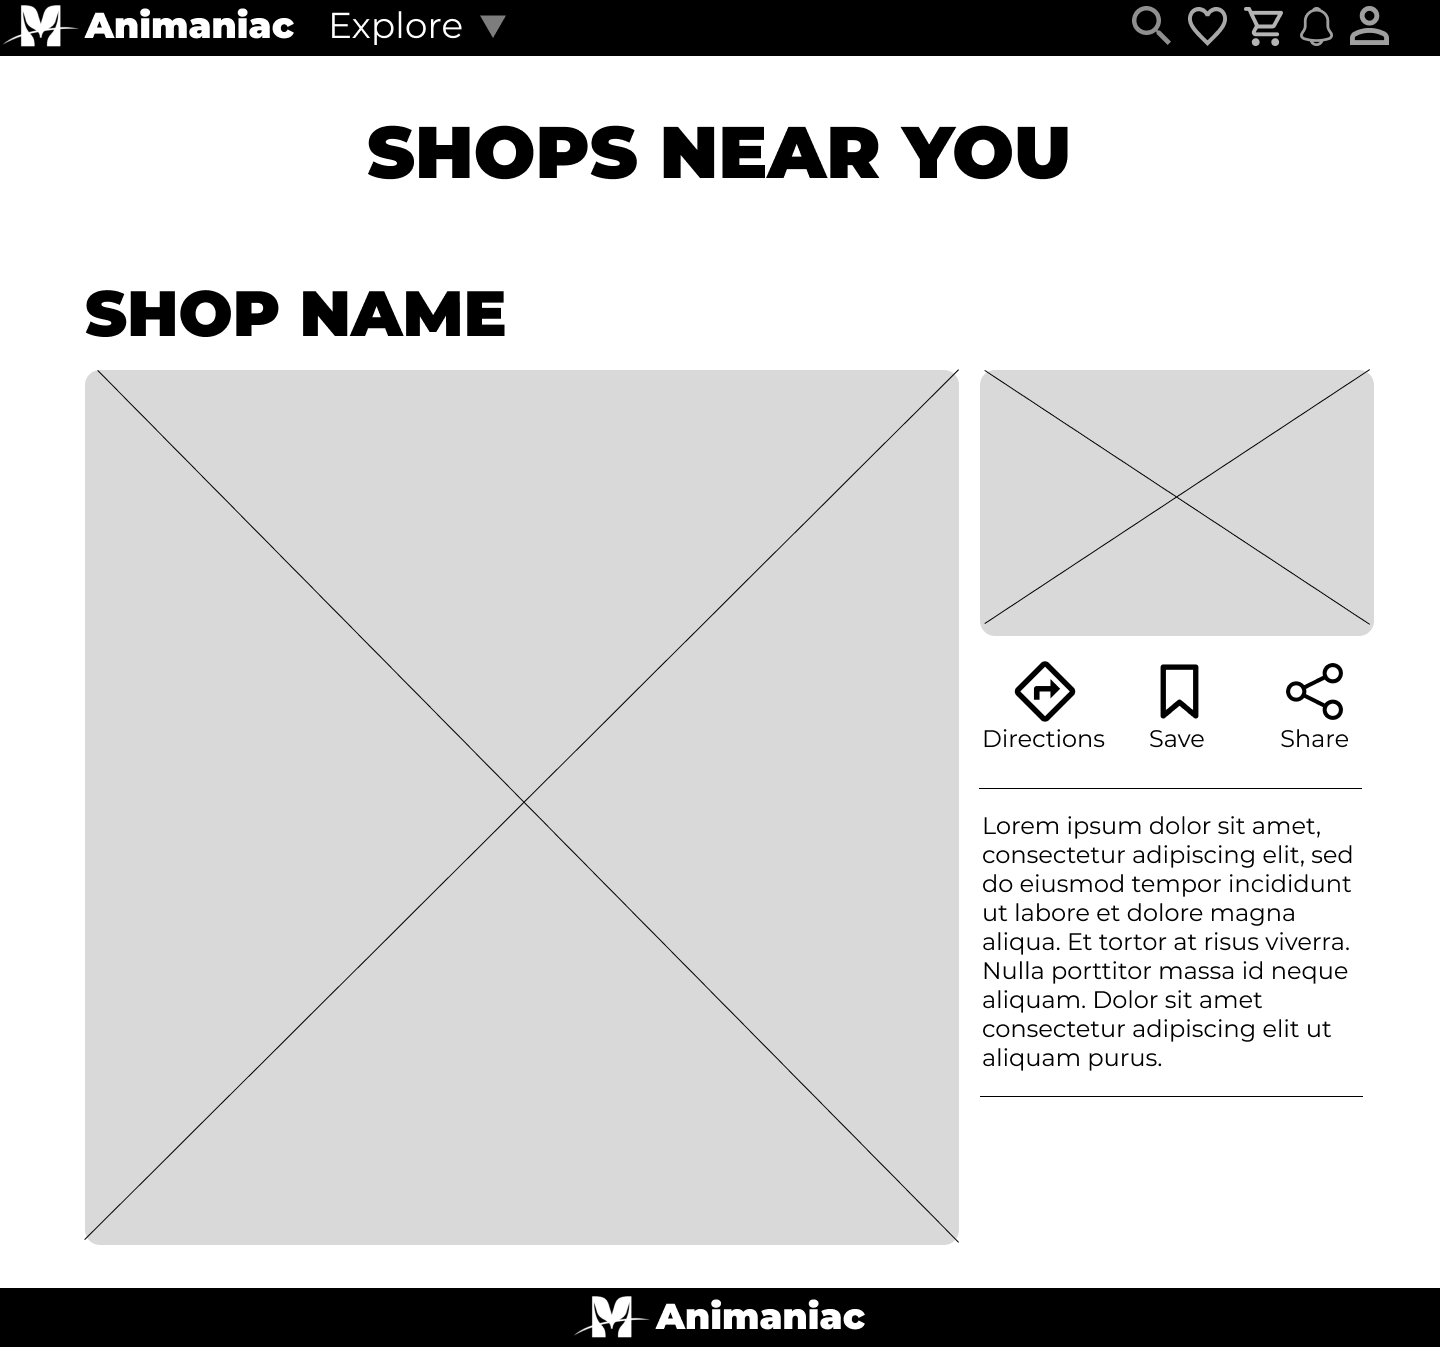 Animaniac Explore
SHOPS NEAR YOU
SHOP NAME
Directions Save Share
Lorem ipsum dolor sit amet,
consectetur adipiscing elit, sed
do eiusmod tempor incididunt
ut labore et dolore magna
aliqua. Et tortor at risus viverra.
Nulla porttitor massa id neque
aliquam. Dolor sit amet
consectetur adipiscing elit ut
aliquam purus.
Animaniac